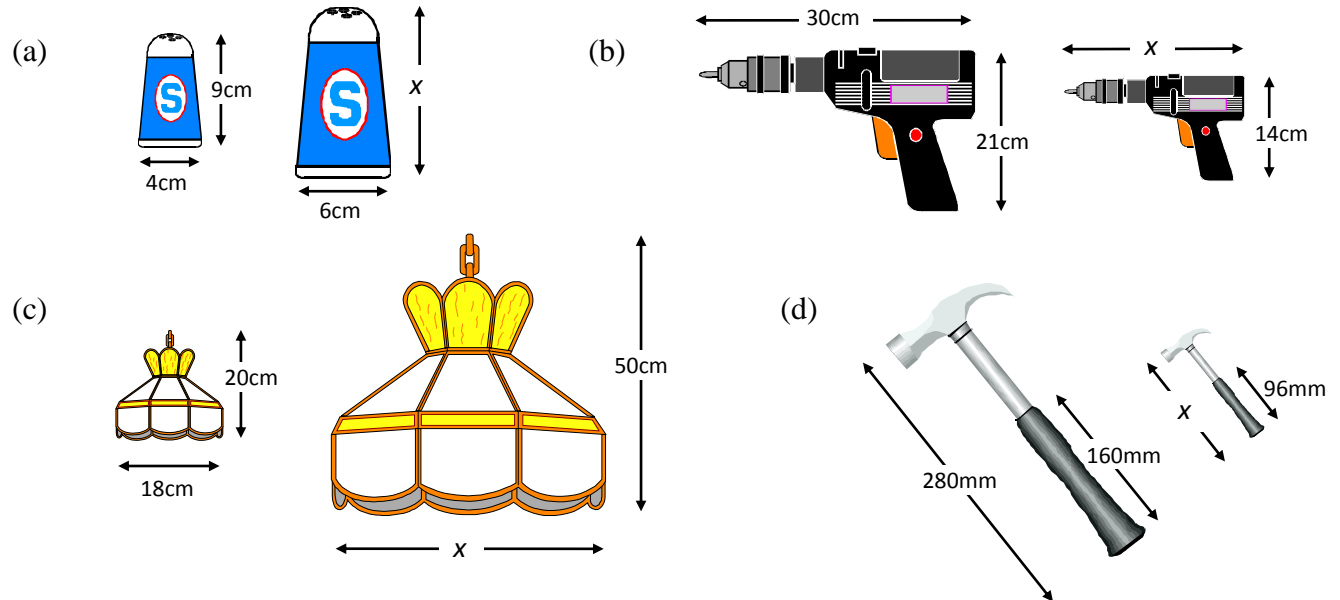 (a)
S
9cm
4cm
S
x
6cm
(b)
30cm
21cm
x
14cm
(c)
20cm
18cm
50cm
x
(d)
280mm
160mm
x
96mm